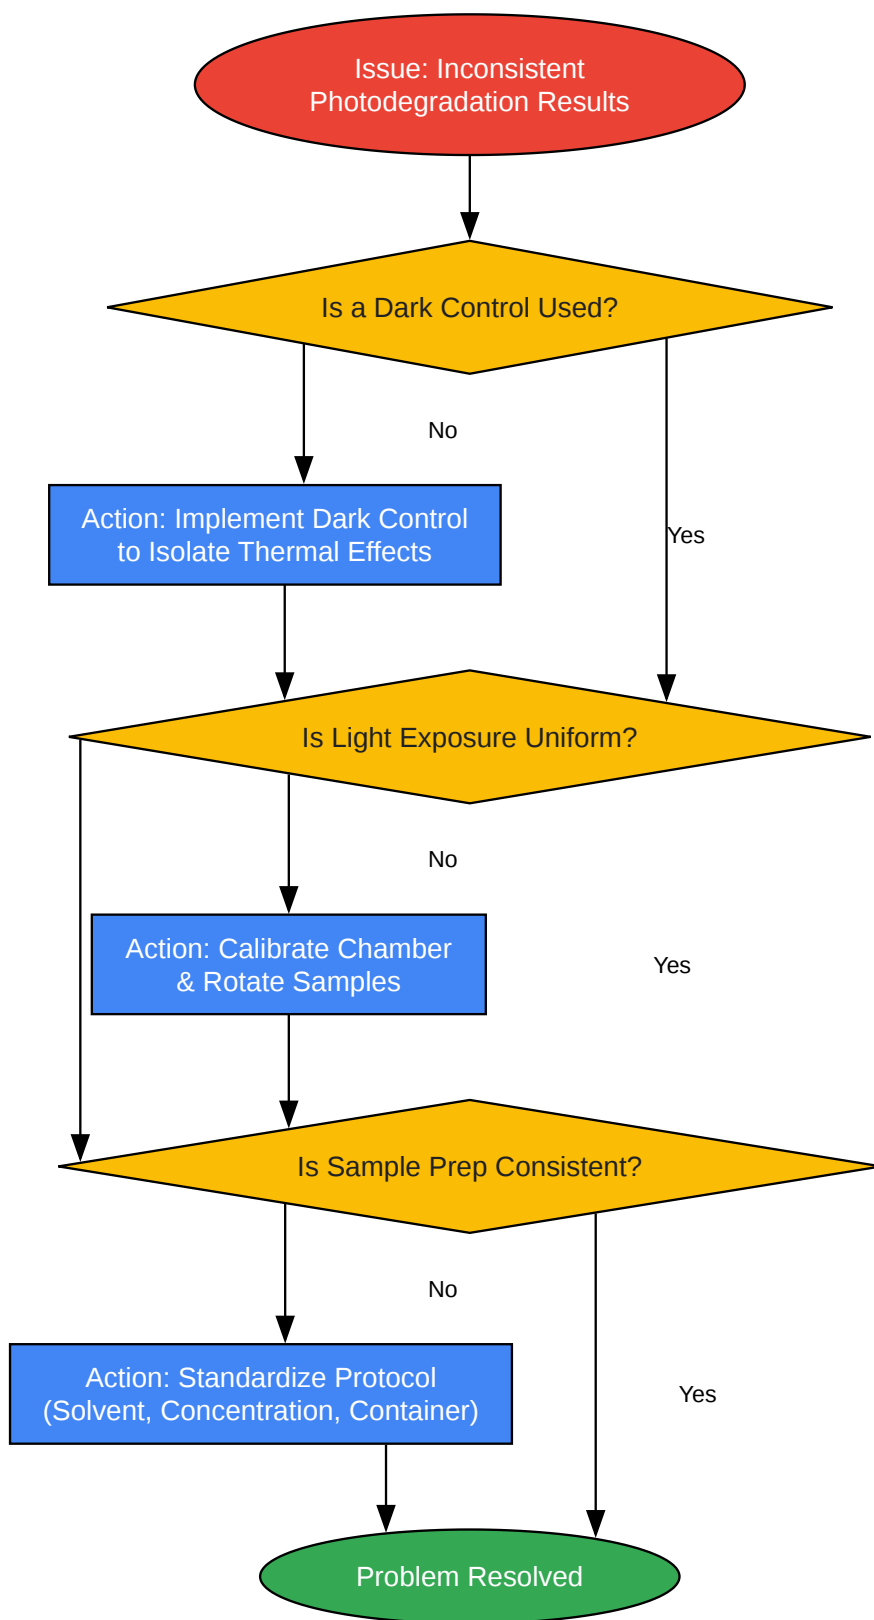 Issue: Inconsistent
Photodegradation Results
Is a Dark Control Used?
No
Action: Implement Dark Control
to Isolate Thermal Effects
Yes
Is Light Exposure Uniform?
No
Action: Calibrate Chamber
& Rotate Samples
Yes
Is Sample Prep Consistent?
No
Action: Standardize Protocol
(Solvent, Concentration, Container)
Yes
Problem Resolved